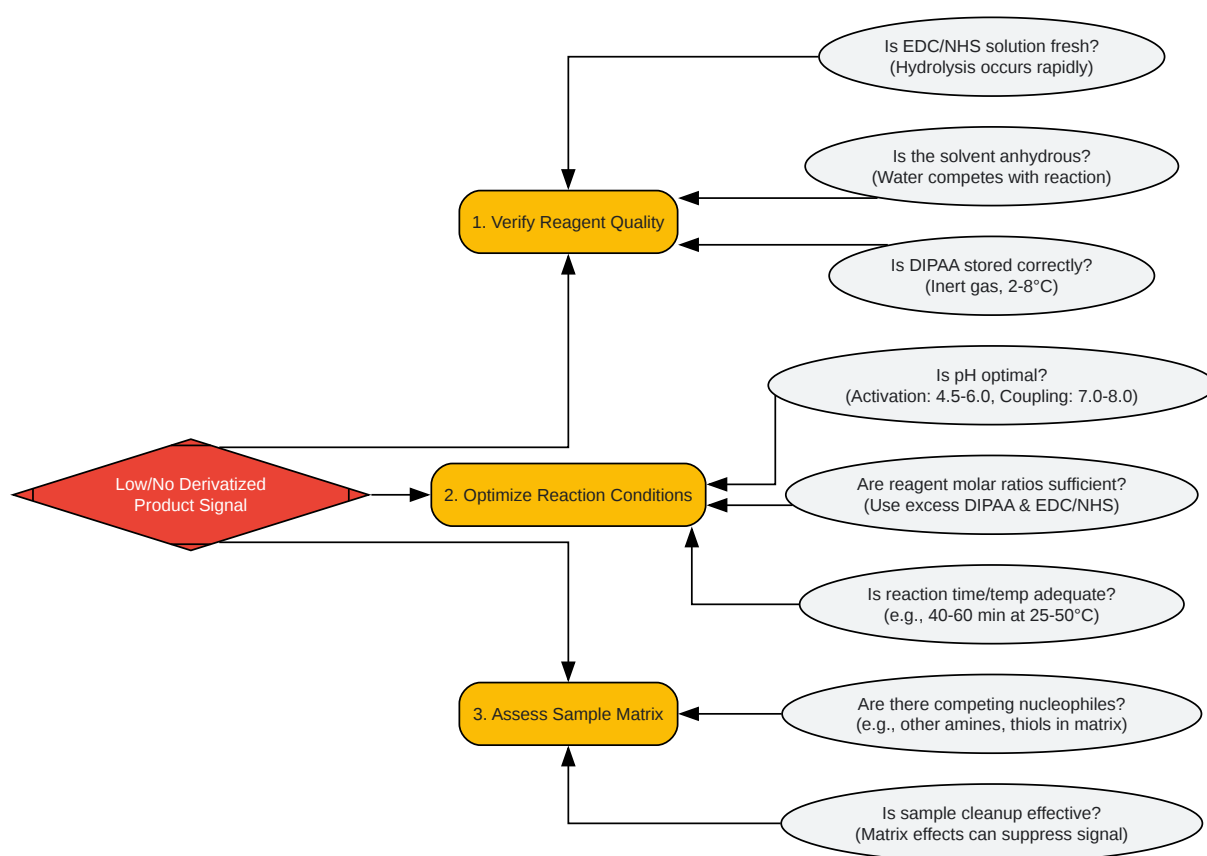 Is EDC/NHS solution fresh?
(Hydrolysis occurs rapidly)
Is the solvent anhydrous?
(Water competes with reaction)
1. Verify Reagent Quality
Is DIPAA stored correctly?
(Inert gas, 2-8°C)
Is pH optimal?
(Activation: 4.5-6.0, Coupling: 7.0-8.0)
Low/No Derivatized
Product Signal
2. Optimize Reaction Conditions
Are reagent molar ratios sufficient?
(Use excess DIPAA & EDC/NHS)
Is reaction time/temp adequate?
(e.g., 40-60 min at 25-50°C)
3. Assess Sample Matrix
Are there competing nucleophiles?
(e.g., other amines, thiols in matrix)
Is sample cleanup effective?
(Matrix effects can suppress signal)